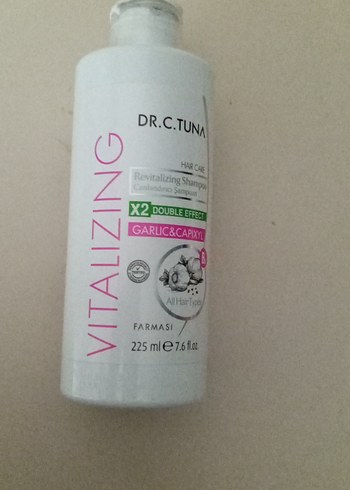 VITALIZING
DR.C.TUNA
HAIR CARE
Revitalizing Shampoo
X2 DOUBLE EFFECT
GARLIC&CAPIXYL
All Hair Types
FARMASI
225 ml e 7.6 fl.oz